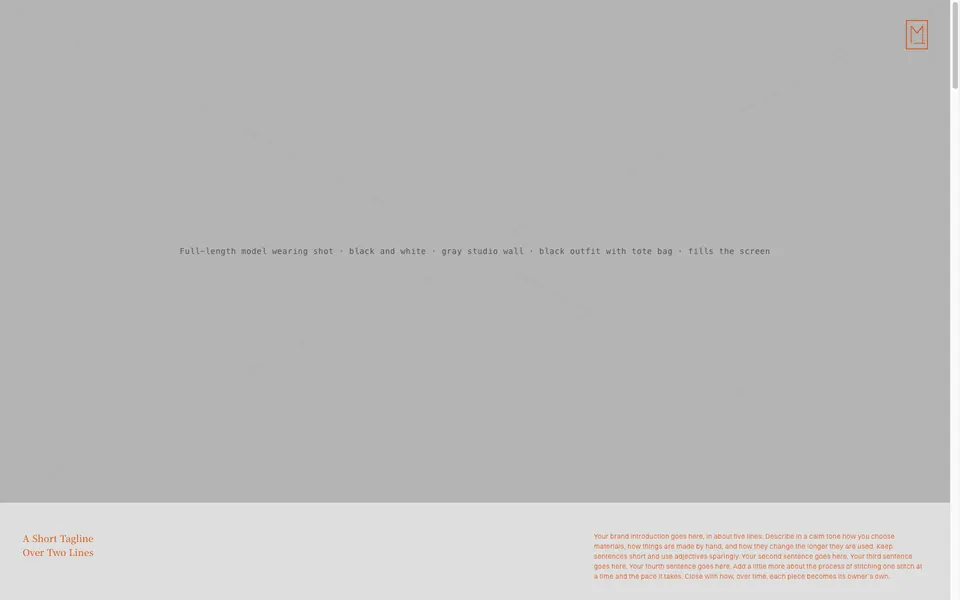 M
Full-length model wearing shot · black and white · gray studio wall · black outfit with tote bag · fills the screen
A Short Tagline
Over Two Lines
Your brand introduction goes here, in about five lines. Describe in a calm tone how you choose
materials, how things are made by hand, and how they change the longer they are used. Keep
sentences short and use adjectives sparingly. Your second sentence goes here. Your third sentence
goes here. Your fourth sentence goes here. Add a little more about the process of stitching one stitch at
a time and the pace it takes. Close with how, over time, each piece becomes its owner's own.